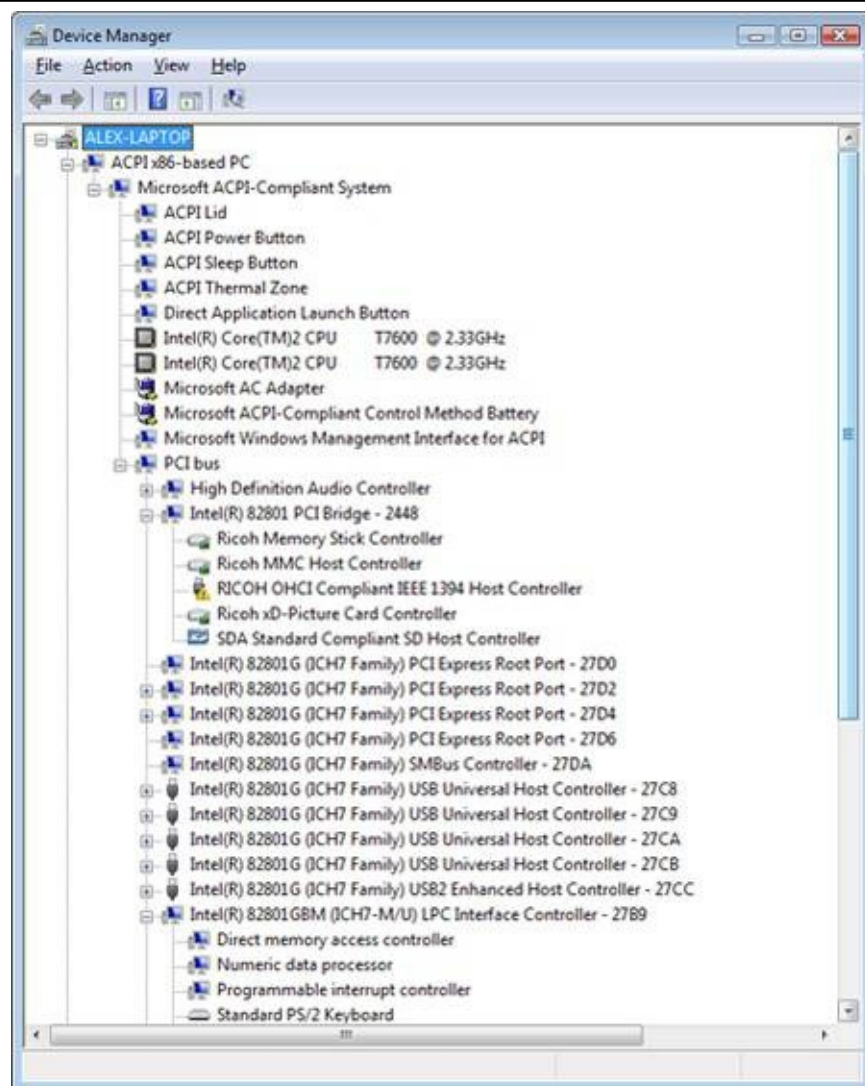 Device Manager
File Action View Help
ALEX-LAPTOP
ACPI x86-based PC
Microsoft ACPI-Compliant System
ACPI Lid
ACPI Power Button
ACPI Sleep Button
ACPI Thermal Zone
Direct Application Launch Button
Intel(R) Core(TM)2 CPU T7600 @ 2.33GHz
Intel(R) Core(TM)2 CPU T7600 @ 2.33GHz
Microsoft AC Adapter
Microsoft ACPI-Compliant Control Method Battery
Microsoft Windows Management Interface for ACPI
PCI bus
High Definition Audio Controller
Intel(R) 82801 PCI Bridge - 2448
Ricoh Memory Stick Controller
Ricoh MMC Host Controller
RICOH OHCI Compliant IEEE 1394 Host Controller
Ricoh xD-Picture Card Controller
SDA Standard Compliant SD Host Controller
Intel(R) 82801G (ICH7 Family) PCI Express Root Port - 27D0
Intel(R) 82801G (ICH7 Family) PCI Express Root Port - 27D2
Intel(R) 82801G (ICH7 Family) PCI Express Root Port - 27D4
Intel(R) 82801G (ICH7 Family) PCI Express Root Port - 27D6
Intel(R) 82801G (ICH7 Family) SMBus Controller - 27DA
Intel(R) 82801G (ICH7 Family) USB Universal Host Controller - 27C8
Intel(R) 82801G (ICH7 Family) USB Universal Host Controller - 27C9
Intel(R) 82801G (ICH7 Family) USB Universal Host Controller - 27CA
Intel(R) 82801G (ICH7 Family) USB Universal Host Controller - 27CB
Intel(R) 82801G (ICH7 Family) USB2 Enhanced Host Controller - 27CC
Intel(R) 82801GBM (ICH7-M/U) LPC Interface Controller - 27B9
Direct memory access controller
Numeric data processor
Programmable interrupt controller
Standard PS/2 Keyboard